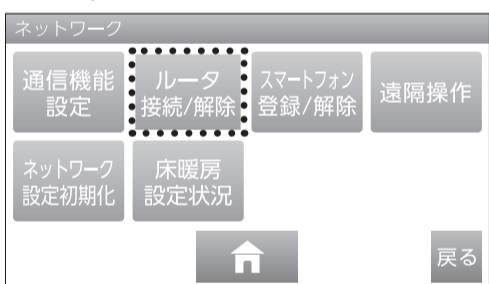 ネットワーク
通信機能
設定
ルータ
接続/解除
スマートフォン
登録/解除
遠隔操作
ネットワーク
設定初期化
床暖房
設定状況
戻る